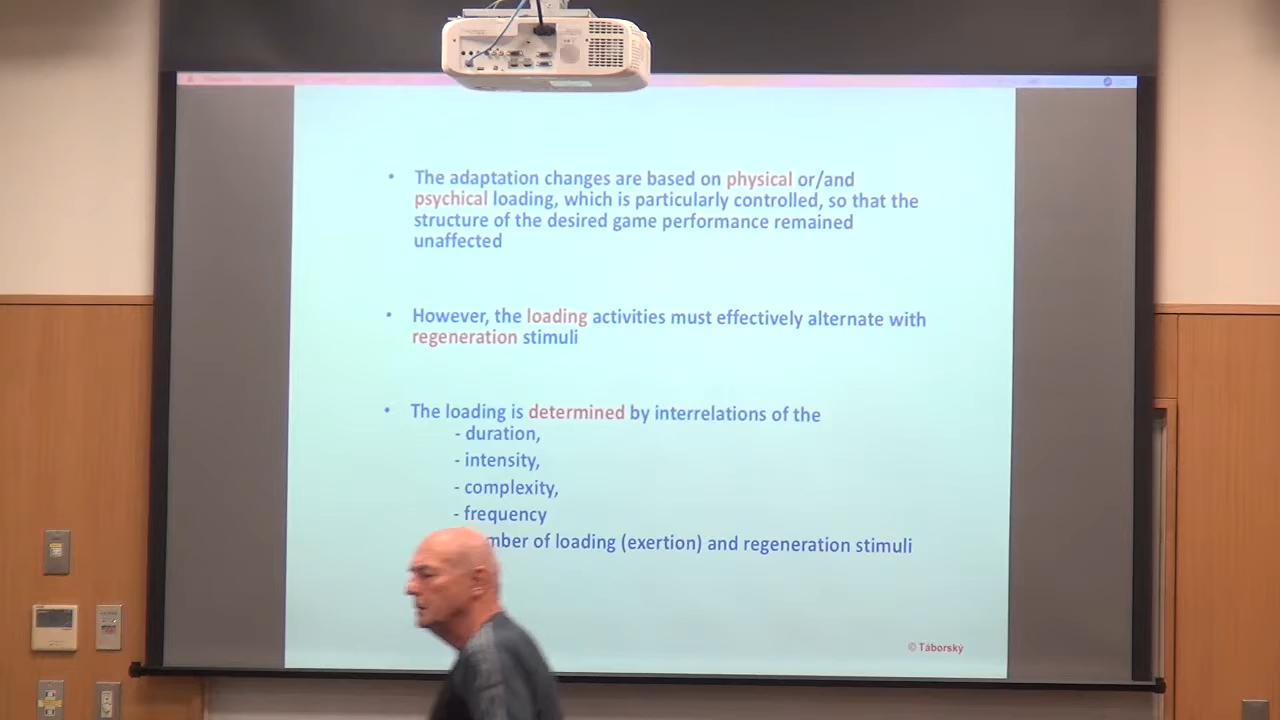 • The adaptation changes are based on physical or/and
psychical loading, which is particularly controlled, so that the
structure of the desired game performance remained
unaffected
• However, the loading activities must effectively alternate with
regeneration stimuli
• The loading is determined by interrelations of the
- duration,
- intensity,
- complexity,
- frequency
mber of loading (exertion) and regeneration stimuli
© Táborský